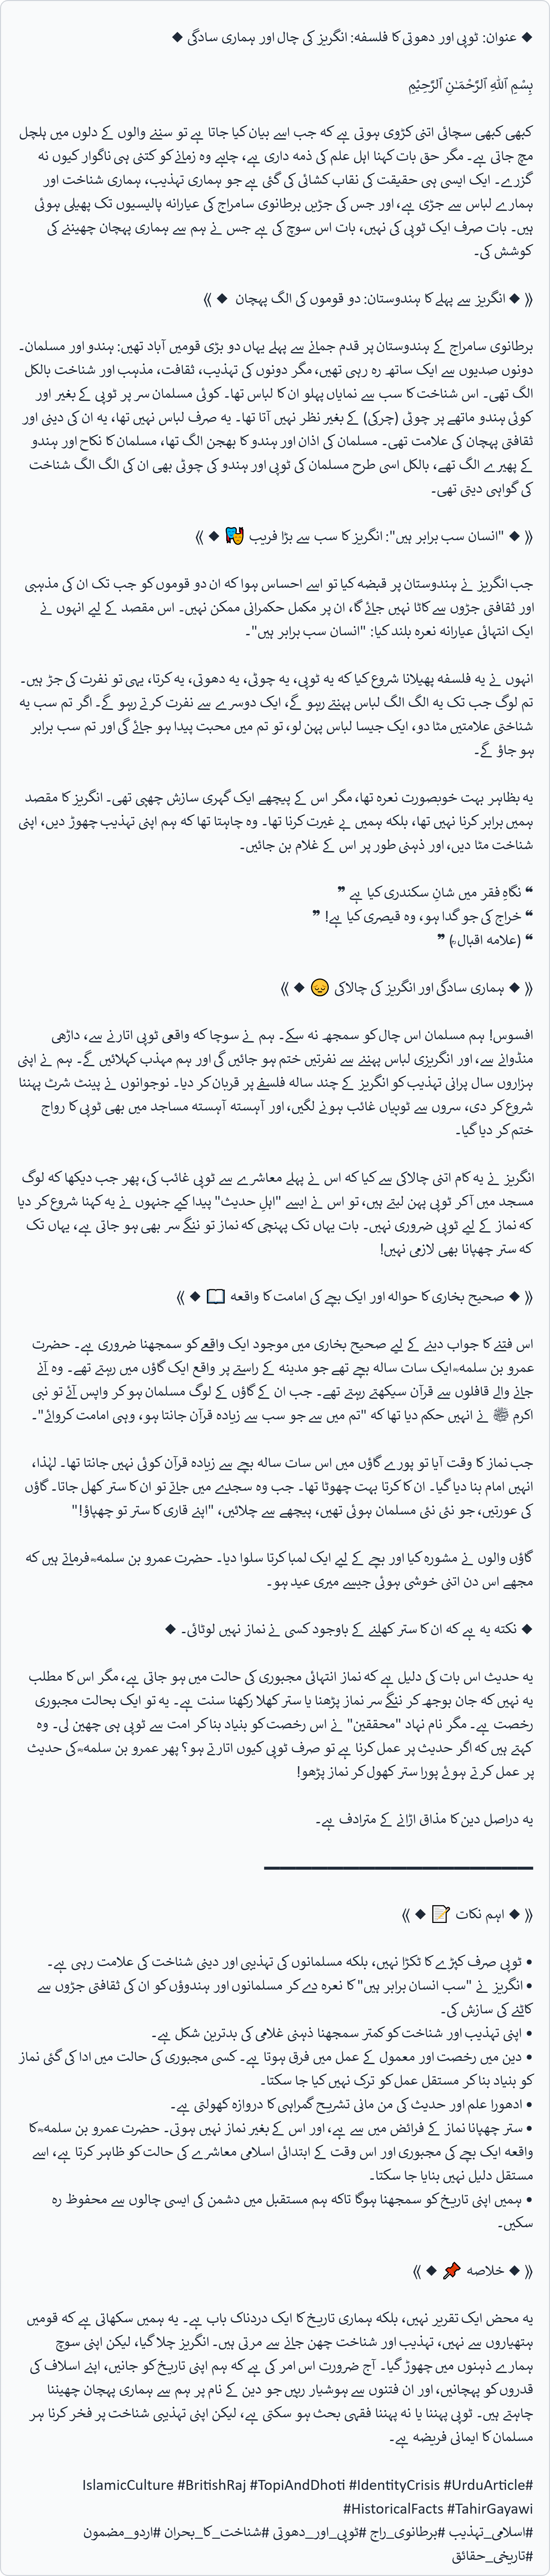 ◆ عنوان: ٹوپی اور دھوتی کا فلسفہ: انگریز کی چال اور ہماری سادگی ◆
بِسْمِ ٱللَّٰهِ ٱلرَّحْمَـٰنِ ٱلرَّحِيْمِ
کبھی کبھی سچائی اتنی کڑوی ہوتی ہے کہ جب اسے بیان کیا جاتا ہے تو سننے والوں کے دلوں میں ہلچل
مچ جاتی ہے۔ مگر حق بات کہنا اہل علم کی ذمہ داری ہے، چاہے وہ زمانے کو کتنی ہی ناگوار کیوں نہ
گزرے۔ ایک ایسی ہی حقیقت کی نقاب کشائی کی گئی ہے جو ہماری تہذیب، ہماری شناخت اور
ہمارے لباس سے جڑی ہے، اور جس کی جڑیں برطانوی سامراج کی عیارانہ پالیسیوں تک پھیلی ہوئی
ہیں۔ بات صرف ایک ٹوپی کی نہیں، بات اس سوچ کی ہے جس نے ہم سے ہماری پہچان چھیننے کی
کوشش کی۔
⟪ ◆ انگریز سے پہلے کا ہندوستان: دو قوموں کی الگ پہچان ◆ ⟫
برطانوی سامراج کے ہندوستان پر قدم جمانے سے پہلے یہاں دو بڑی قومیں آباد تھیں: ہندو اور مسلمان۔
دونوں صدیوں سے ایک ساتھ رہ رہی تھیں، مگر دونوں کی تہذیب، ثقافت، مذہب اور شناخت بالکل
الگ تھی۔ اس شناخت کا سب سے نمایاں پہلو ان کا لباس تھا۔ کوئی مسلمان سر پر ٹوپی کے بغیر اور
کوئی ہندو ماتھے پر چوٹی (چرکی) کے بغیر نظر نہیں آتا تھا۔ یہ صرف لباس نہیں تھا، یہ ان کی دینی اور
ثقافتی پہچان کی علامت تھی۔ مسلمان کی اذان اور ہندو کا بھجن الگ تھا، مسلمان کا نکاح اور ہندو
کے پھیرے الگ تھے، بالکل اسی طرح مسلمان کی ٹوپی اور ہندو کی چوٹی بھی ان کی الگ الگ شناخت
کی گواہی دیتی تھی۔
⟪ ◆ "انسان سب برابر ہیں": انگریز کا سب سے بڑا فریب 🎭 ◆ ⟫
جب انگریز نے ہندوستان پر قبضہ کیا تو اسے احساس ہوا کہ ان دو قوموں کو جب تک ان کی مذہبی
اور ثقافتی جڑوں سے کاٹا نہیں جائے گا، ان پر مکمل حکمرانی ممکن نہیں۔ اس مقصد کے لیے انہوں نے
ایک انتہائی عیارانہ نعرہ بلند کیا: "انسان سب برابر ہیں"۔
انہوں نے یہ فلسفہ پھیلانا شروع کیا کہ یہ ٹوپی، یہ چوٹی، یہ دھوتی، یہ کرتا، یہی تو نفرت کی جڑ ہیں۔
تم لوگ جب تک یہ الگ الگ لباس پہنتے رہو گے، ایک دوسرے سے نفرت کرتے رہو گے۔ اگر تم سب یہ
شناختی علامتیں مٹا دو، ایک جیسا لباس پہن لو، تو تم میں محبت پیدا ہو جائے گی اور تم سب برابر
ہو جاؤ گے۔
یہ بظاہر بہت خوبصورت نعرہ تھا، مگر اس کے پیچھے ایک گہری سازش چھپی تھی۔ انگریز کا مقصد
ہمیں برابر کرنا نہیں تھا، بلکہ ہمیں بے غیرت کرنا تھا۔ وہ چاہتا تھا کہ ہم اپنی تہذیب چھوڑ دیں، اپنی
شناخت مٹا دیں، اور ذہنی طور پر اس کے غلام بن جائیں۔
❝ نگاہِ فقر میں شانِ سکندری کیا ہے ❞
❝ خراج کی جو گدا ہو، وہ قیصری کیا ہے! ❞
❝ (علامہ اقبالؒ) ❞
⟪ ◆ ہماری سادگی اور انگریز کی چالاکی 😔 ◆ ⟫
افسوس! ہم مسلمان اس چال کو سمجھ نہ سکے۔ ہم نے سوچا کہ واقعی ٹوپی اتارنے سے، داڑھی
منڈوانے سے، اور انگریزی لباس پہننے سے نفرتیں ختم ہو جائیں گی اور ہم مہذب کہلائیں گے۔ ہم نے اپنی
ہزاروں سال پرانی تہذیب کو انگریز کے چند سالہ فلسفے پر قربان کر دیا۔ نوجوانوں نے پینٹ شرٹ پہننا
شروع کر دی، سروں سے ٹوپیاں غائب ہونے لگیں، اور آہستہ آہستہ مساجد میں بھی ٹوپی کا رواج
ختم کر دیا گیا۔
انگریز نے یہ کام اتنی چالاکی سے کیا کہ اس نے پہلے معاشرے سے ٹوپی غائب کی، پھر جب دیکھا کہ لوگ
مسجد میں آ کر ٹوپی پہن لیتے ہیں، تو اس نے ایسے "اہلِ حدیث" پیدا کیے جنہوں نے یہ کہنا شروع کر دیا
کہ نماز کے لیے ٹوپی ضروری نہیں۔ بات یہاں تک پہنچی کہ نماز تو ننگے سر بھی ہو جاتی ہے، یہاں تک
کہ ستر چھپانا بھی لازمی نہیں!
⟪ ◆ صحیح بخاری کا حوالہ اور ایک بچے کی امامت کا واقعہ 📖 ◆ ⟫
اس فتنے کا جواب دینے کے لیے صحیح بخاری میں موجود ایک واقعے کو سمجھنا ضروری ہے۔ حضرت
عمرو بن سلمہؓ ایک سات سالہ بچے تھے جو مدینہ کے راستے پر واقع ایک گاؤں میں رہتے تھے۔ وہ آنے
جانے والے قافلوں سے قرآن سیکھتے رہتے تھے۔ جب ان کے گاؤں کے لوگ مسلمان ہو کر واپس آئے تو نبی
اکرم ﷺ نے انہیں حکم دیا تھا کہ "تم میں سے جو سب سے زیادہ قرآن جانتا ہو، وہی امامت کروائے"۔
جب نماز کا وقت آیا تو پورے گاؤں میں اس سات سالہ بچے سے زیادہ قرآن کوئی نہیں جانتا تھا۔ لہٰذا،
انہیں امام بنا دیا گیا۔ ان کا کرتا بہت چھوٹا تھا۔ جب وہ سجدے میں جاتے تو ان کا ستر کھل جاتا۔ گاؤں
کی عورتیں، جو نئی نئی مسلمان ہوئی تھیں، پیچھے سے چلائیں، "اپنے قاری کا ستر تو چھپاؤ!"
گاؤں والوں نے مشورہ کیا اور بچے کے لیے ایک لمبا کرتا سلوا دیا۔ حضرت عمرو بن سلمہؓ فرماتے ہیں کہ
مجھے اس دن اتنی خوشی ہوئی جیسے میری عید ہو۔
◆ نکتہ یہ ہے کہ ان کا ستر کھلنے کے باوجود کسی نے نماز نہیں لوٹائی۔ ◆
یہ حدیث اس بات کی دلیل ہے کہ نماز انتہائی مجبوری کی حالت میں ہو جاتی ہے، مگر اس کا مطلب
یہ نہیں کہ جان بوجھ کر ننگے سر نماز پڑھنا یا ستر کھلا رکھنا سنت ہے۔ یہ تو ایک بحالت مجبوری
رخصت ہے۔ مگر نام نہاد "محققین" نے اس رخصت کو بنیاد بنا کر امت سے ٹوپی ہی چھین لی۔ وہ
کہتے ہیں کہ اگر حدیث پر عمل کرنا ہے تو صرف ٹوپی کیوں اتارتے ہو؟ پھر عمرو بن سلمہؓ کی حدیث
پر عمل کرتے ہوئے پورا ستر کھول کر نماز پڑھو!
یہ دراصل دین کا مذاق اڑانے کے مترادف ہے۔
⟪ ◆ اہم نکات 📝 ◆ ⟫
• ٹوپی صرف کپڑے کا ٹکڑا نہیں، بلکہ مسلمانوں کی تہذیبی اور دینی شناخت کی علامت رہی ہے۔
• انگریز نے "سب انسان برابر ہیں" کا نعرہ دے کر مسلمانوں اور ہندوؤں کو ان کی ثقافتی جڑوں سے
کاٹنے کی سازش کی۔
• اپنی تہذیب اور شناخت کو کمتر سمجھنا ذہنی غلامی کی بدترین شکل ہے۔
• دین میں رخصت اور معمول کے عمل میں فرق ہوتا ہے۔ کسی مجبوری کی حالت میں ادا کی گئی نماز
کو بنیاد بنا کر مستقل عمل کو ترک نہیں کیا جا سکتا۔
• ادھورا علم اور حدیث کی من مانی تشریح گمراہی کا دروازہ کھولتی ہے۔
• ستر چھپانا نماز کے فرائض میں سے ہے، اور اس کے بغیر نماز نہیں ہوتی۔ حضرت عمرو بن سلمہؓ کا
واقعہ ایک بچے کی مجبوری اور اس وقت کے ابتدائی اسلامی معاشرے کی حالت کو ظاہر کرتا ہے، اسے
مستقل دلیل نہیں بنایا جا سکتا۔
• ہمیں اپنی تاریخ کو سمجھنا ہوگا تاکہ ہم مستقبل میں دشمن کی ایسی چالوں سے محفوظ رہ
سکیں۔
⟪ ◆ خلاصہ 📌 ◆ ⟫
یہ محض ایک تقریر نہیں، بلکہ ہماری تاریخ کا ایک دردناک باب ہے۔ یہ ہمیں سکھاتی ہے کہ قومیں
ہتھیاروں سے نہیں، تہذیب اور شناخت چھن جانے سے مرتی ہیں۔ انگریز چلا گیا، لیکن اپنی سوچ
ہمارے ذہنوں میں چھوڑ گیا۔ آج ضرورت اس امر کی ہے کہ ہم اپنی تاریخ کو جانیں، اپنے اسلاف کی
قدروں کو پہچانیں، اور ان فتنوں سے ہوشیار رہیں جو دین کے نام پر ہم سے ہماری پہچان چھیننا
چاہتے ہیں۔ ٹوپی پہننا یا نہ پہننا فقہی بحث ہو سکتی ہے، لیکن اپنی تہذیبی شناخت پر فخر کرنا ہر
مسلمان کا ایمانی فریضہ ہے۔
#IslamicCulture #BritishRaj #TopiAndDhoti #IdentityCrisis #UrduArticle
#HistoricalFacts #TahirGayawi
#اسلامی_تہذیب #برطانوی_راج #ٹوپی_اور_دھوتی #شناخت_کا_بحران #اردو_مضمون
#تاریخی_حقائق